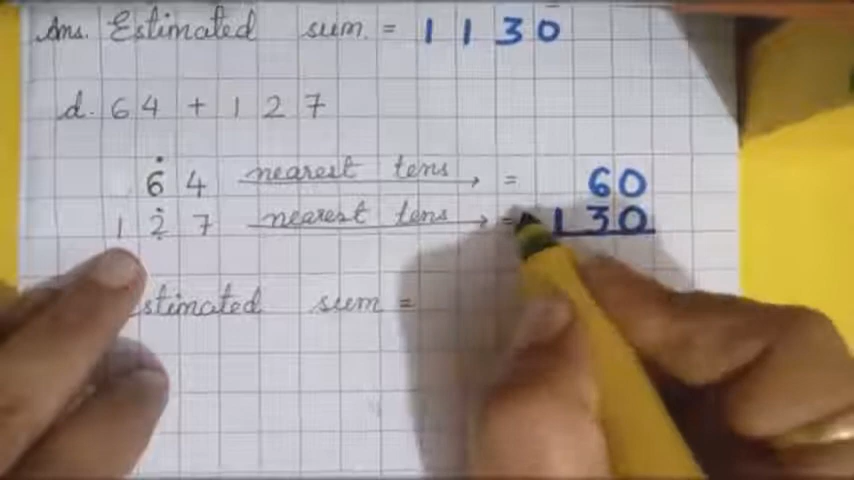 Ans. Estimated sum = 1130
d. 64 + 127
64 nearest tens = 60
127 nearest tens = 130
stimated sum =